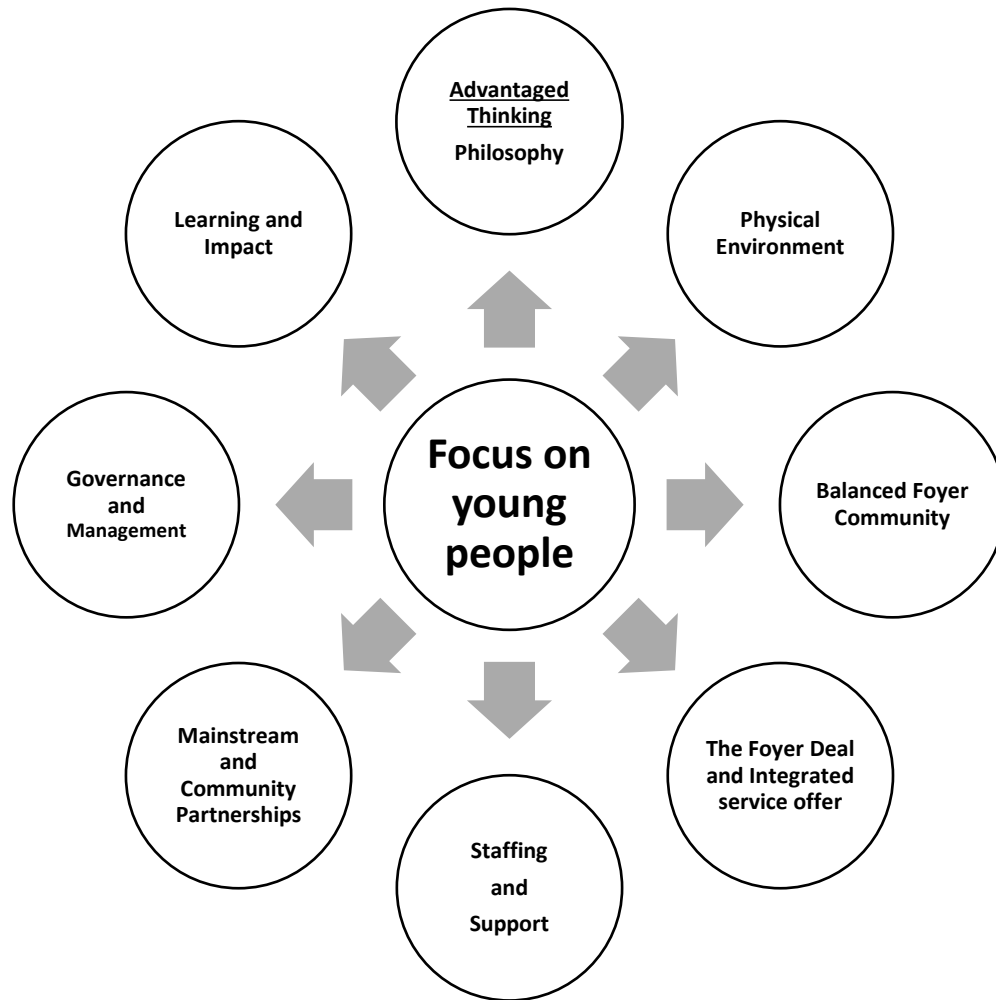 Advantaged
Thinking
Philosophy
Physical
Environment
Balanced Foyer
Community
The Foyer Deal
and Integrated
service offer
Staffing
and
Support
Mainstream
and
Community
Partnerships
Governance
and
Management
Learning and
Impact
Focus on
young
people